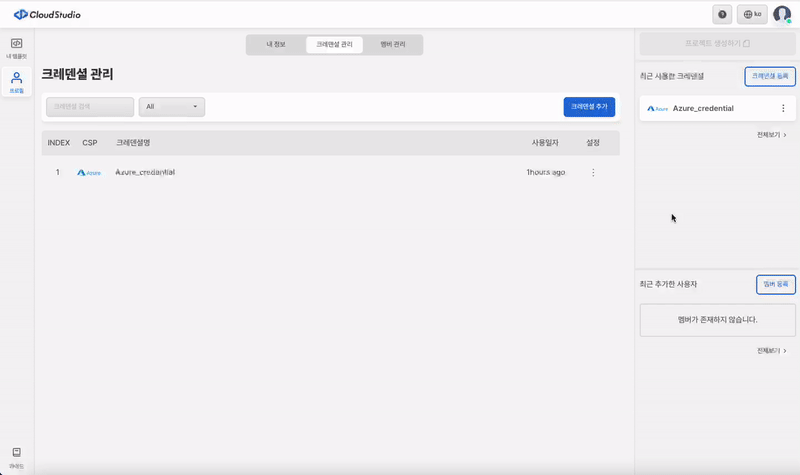 CloudStudio
ko
내 템플릿
프로필
내 정보
크레덴셜 관리
멤버 관리
크레덴셜 관리
크레덴셜 검색
All
크레덴셜 추가
INDEX CSP 크레덴셜명 사용일자 설정
1 Azure Azure_credential 1hours ago
프로젝트 생성하기
최근 사용한 크레덴셜
크레덴셜 등록
Azure Azure_credential
전체보기 >
최근 추가한 사용자
멤버 등록
멤버가 존재하지 않습니다.
전체보기 >